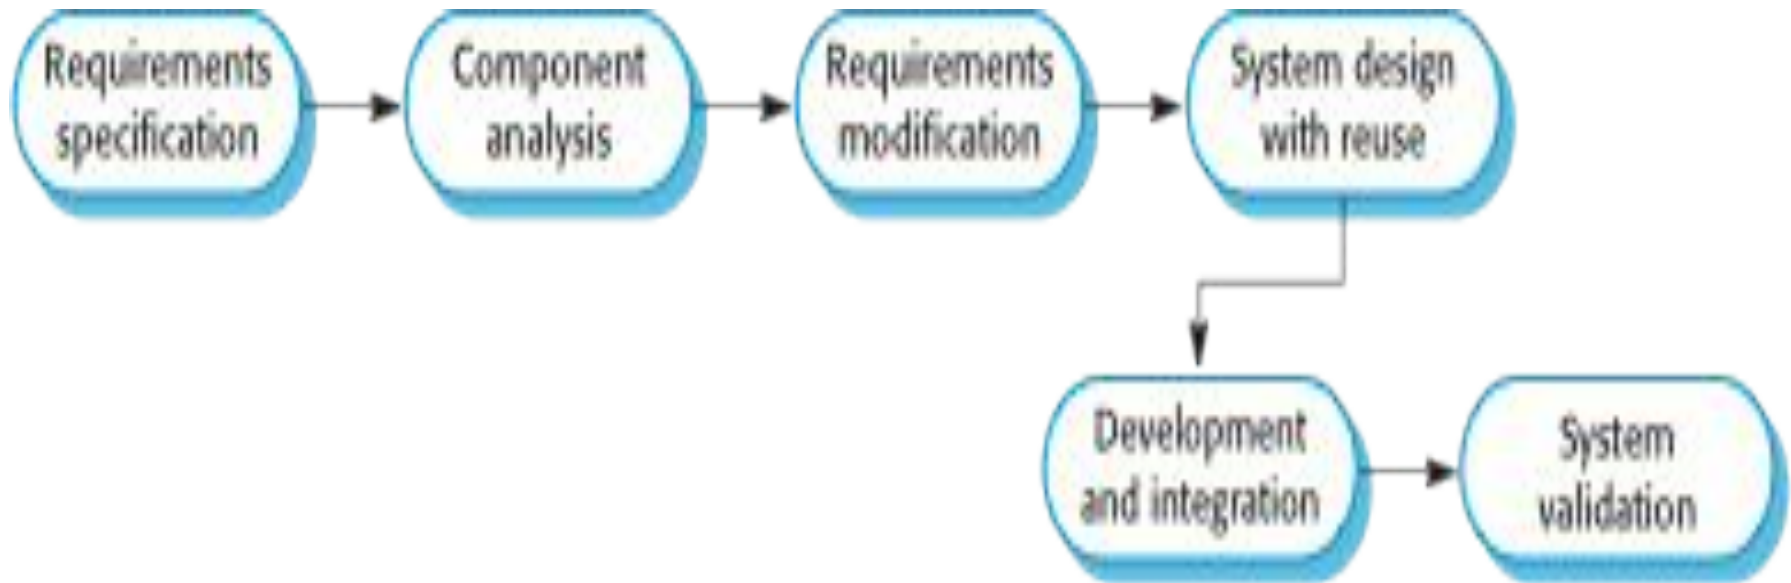 Requirements
specification
Component
analysis
Requirements
modification
System design
with reuse
Development
and integration
System
validation